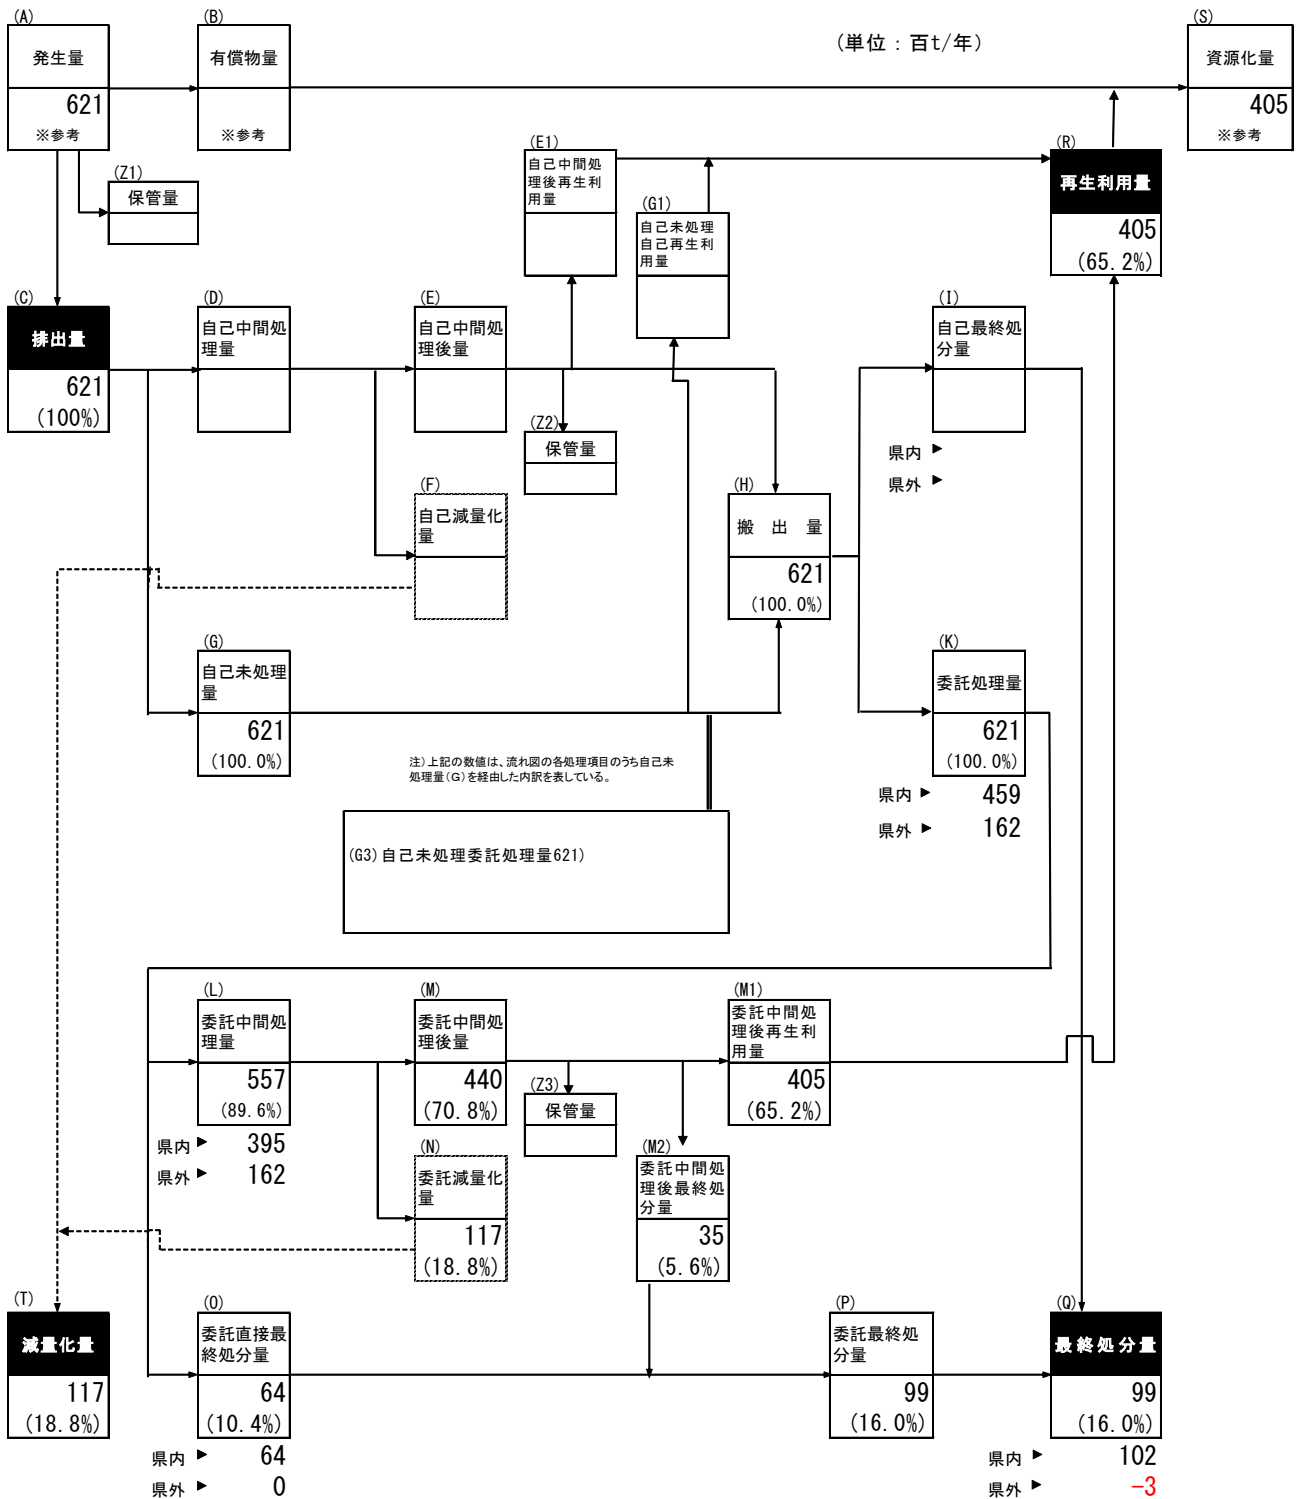 (A)
発生量
621
※参考
(B)
有償物量
※参考
(単位：百t/年)
(S)
資源化量
405
※参考
(Z1)
保管量
(E1)
自己中間処
理後再生利
用量
(G1)
自己未処理
自己再生利
用量
(R)
再生利用量
405
(65.2%)
(C)
排出量
621
(100%)
(D)
自己中間処
理量
(E)
自己中間処
理後量
(Z2)
保管量
(F)
自己減量化
量
(I)
自己最終処
分量
県内
県外
(H)
搬 出 量
621
(100.0%)
(G)
自己未処理
量
621
(100.0%)
(K)
委託処理量
621
(100.0%)
県内 459
県外 162
注)上記の数値は、流れ図の各処理項目のうち自己未
処理量(G)を経由した内訳を表している。
(G3)自己未処理委託処理量621)
(L)
委託中間処
理量
557
(89.6%)
県内 395
県外 162
(M)
委託中間処
理後量
440
(70.8%)
(Z3)
保管量
(M1)
委託中間処
理後再生利
用量
405
(65.2%)
(N)
委託減量化
量
117
(18.8%)
(M2)
委託中間処
理後最終処
分量
35
(5.6%)
(T)
減量化量
117
(18.8%)
(O)
委託直接最
終処分量
64
(10.4%)
県内 64
県外 0
(P)
委託最終処
分量
99
(16.0%)
(Q)
最終処分量
99
(16.0%)
県内 102
県外 -3